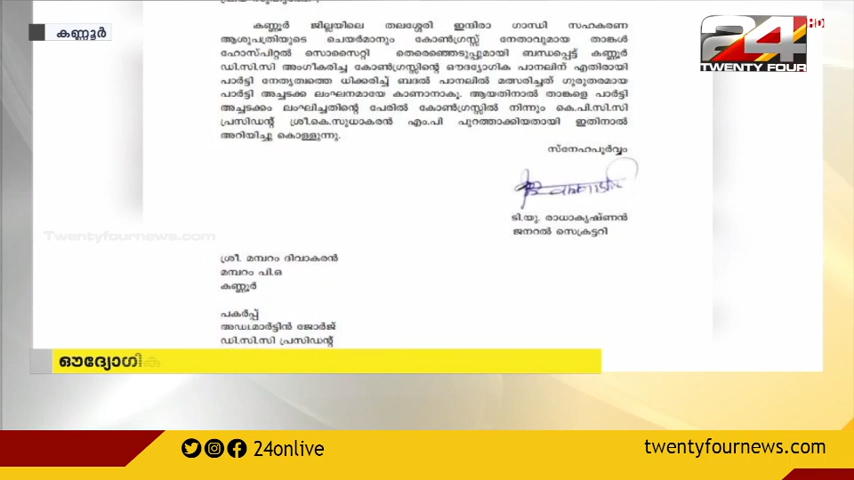 കണ്ണൂർ
24
HD
TWENTY FOUR
കണ്ണൂർ ജില്ലയിലെ തലശ്ശേരി ഇന്ദിരാ ഗാന്ധി സഹകരണ
ആശുപത്രിയുടെ ചെയർമാനും കോൺഗ്രസ്സ് നേതാവുമായ താങ്കൾ
ഹോസ്പിറ്റൽ സൊസൈറ്റി തെരെഞ്ഞെടുപ്പുമായി ബന്ധപ്പെട്ട് കണ്ണൂർ
ഡി.സി.സി അംഗീകരിച്ച കോൺഗ്രസ്സിന്റെ ഔദ്യോഗിക പാനലിന് എതിരായി
പാർട്ടി നേതൃത്വത്തെ ധിക്കരിച്ച് ബദൽ പാനലിൽ മത്സരിച്ചത് ഗുരുതരമായ
പാർട്ടി അച്ചടക്ക ലംഘനമായേ കാണാനാകൂ. ആയതിനാൽ താങ്കളെ പാർട്ടി
അച്ചടക്കം ലംഘിച്ചതിന്റെ പേരിൽ കോൺഗ്രസ്സിൽ നിന്നും കെ.പി.സി.സി
പ്രസിഡന്റ് ശ്രീ.കെ.സുധാകരൻ എം.പി പുറത്താക്കിയതായി ഇതിനാൽ
അറിയിച്ചു കൊള്ളുന്നു.
സ്നേഹപൂർവ്വം
ടി.യു. രാധാകൃഷ്ണൻ
ജനറൽ സെക്രട്ടറി
Twentyfournews.com
ശ്രീ. മമ്പറം ദിവാകരൻ
മമ്പറം പി.ഒ
കണ്ണൂർ
പകർപ്പ്
അഡ്വ.മാർട്ടിൻ ജോർജ്
ഡി.സി.സി പ്രസിഡന്റ്
ഔദ്യോഗിക
24onlive
twentyfournews.com